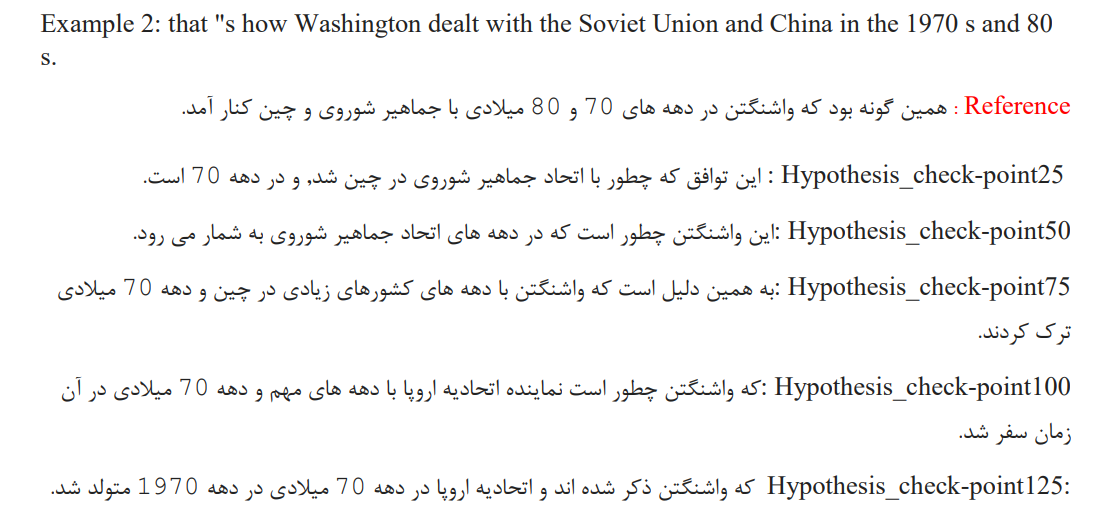 Example 2: that "s how Washington dealt with the Soviet Union and China in the 1970 s and 80
s.
Reference : همین گونه بود که واشنگتن در دهه های 70 و 80 میلادی با جماهیر شوروی و چین کنار آمد.
Hypothesis_check-point25 : این توافق که چطور با اتحاد جماهیر شوروی در چین شد, و در دهه 70 است.
Hypothesis_check-point50 :این واشنگتن چطور است که در دهه های اتحاد جماهیر شوروی به شمار می رود.
Hypothesis_check-point75 :به همین دلیل است که واشنگتن با دهه های کشورهای زیادی در چین و دهه 70 میلادی
ترک کردند.
Hypothesis_check-point100 :که واشنگتن چطور است نماینده اتحادیه اروپا با دهه های مهم و دهه 70 میلادی در آن
زمان سفر شد.
Hypothesis_check-point125: که واشنگتن ذکر شده اند و اتحادیه اروپا در دهه 70 میلادی در دهه 1970 متولد شد.